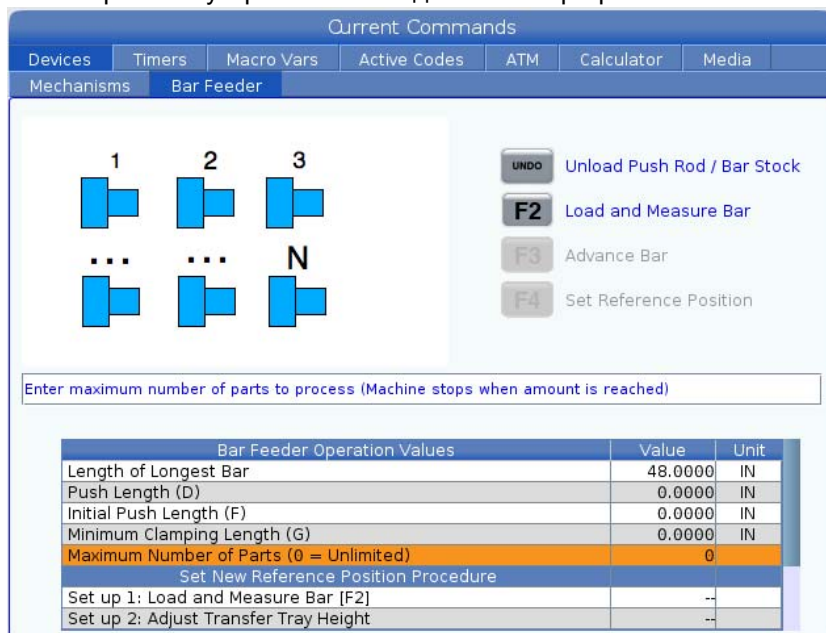 Current Commands
Devices Timers Macro Vars Active Codes ATM Calculator Media
Mechanisms Bar Feeder
1 2 3
... ... N
UNDO Unload Push Rod / Bar Stock
F2 Load and Measure Bar
F3 Advance Bar
F4 Set Reference Position
Enter maximum number of parts to process (Machine stops when amount is reached)
Bar Feeder Operation Values Value Unit
Length of Longest Bar 48.0000 IN
Push Length (D) 0.0000 IN
Initial Push Length (F) 0.0000 IN
Minimum Clamping Length (G) 0.0000 IN
Maximum Number of Parts (0 = Unlimited) 0
Set New Reference Position Procedure
Set up 1: Load and Measure Bar [F2] --
Set up 2: Adjust Transfer Tray Height --